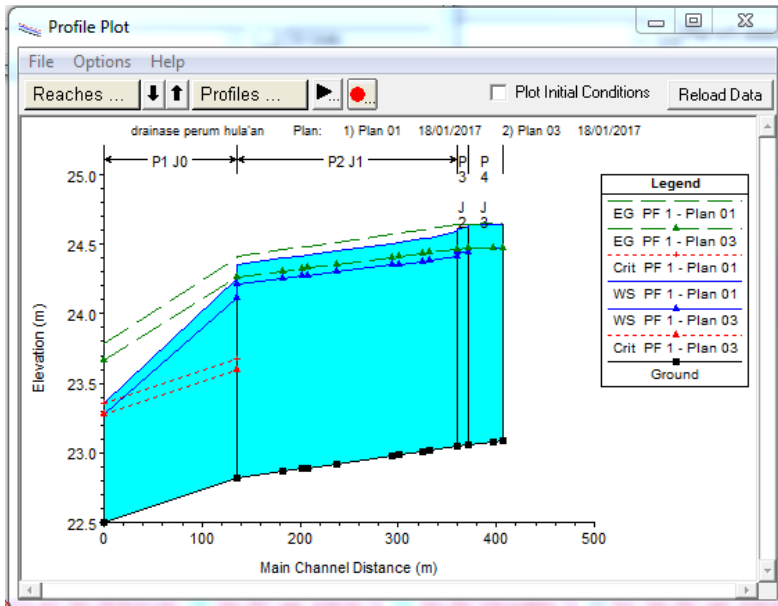 Profile Plot
File Options Help
Reaches ... Profiles ... Plot Initial Conditions Reload Data
drainase perum hula'an Plan: 1) Plan 01 18/01/2017 2) Plan 03 18/01/2017
P1 J0 P2 J1 P3 J2 P4 J3
25.0
24.5
24.0
23.5
23.0
22.5
Elevation (m)
0 100 200 300 400 500
Main Channel Distance (m)
Legend
EG PF 1 - Plan 01
EG PF 1 - Plan 03
Crit PF 1 - Plan 01
WS PF 1 - Plan 01
WS PF 1 - Plan 03
Crit PF 1 - Plan 03
Ground